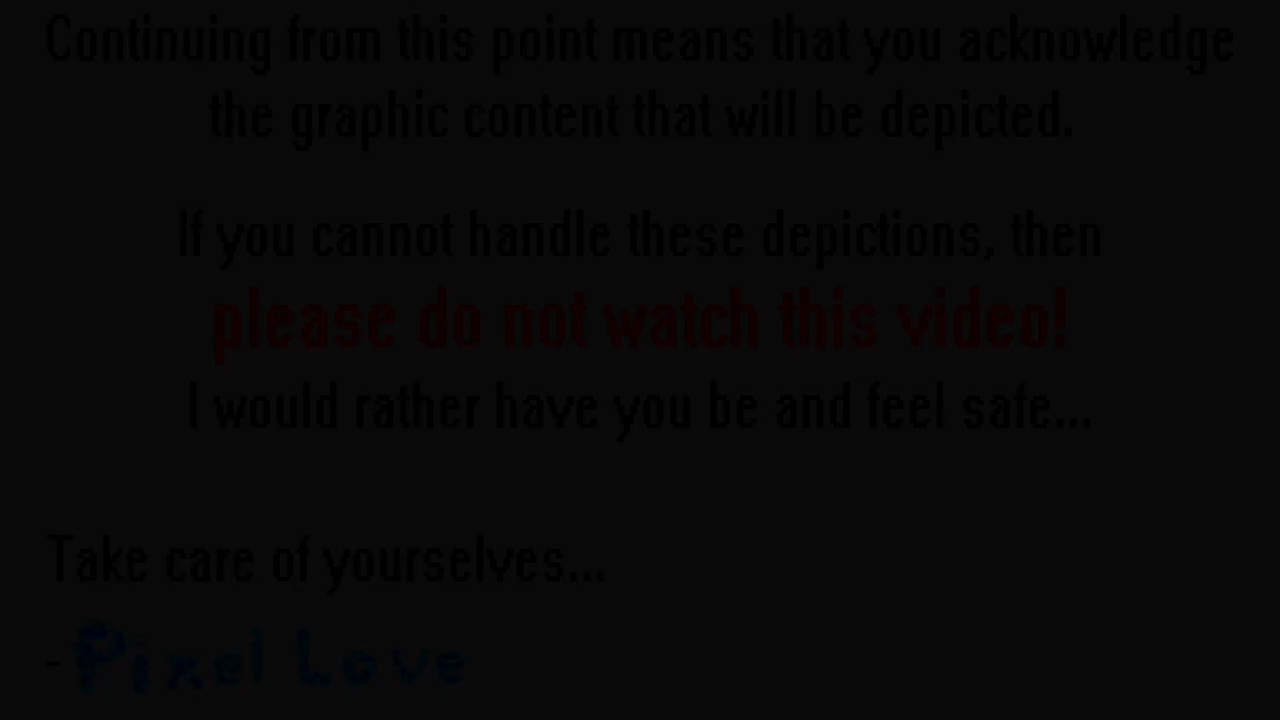 Continuing from this point means that you acknowledge
the graphic content that will be depicted.
If you cannot handle these depictions, then
please do not watch this video!
I would rather have you be and feel safe...
Take care of yourselves...
- Pixel Love